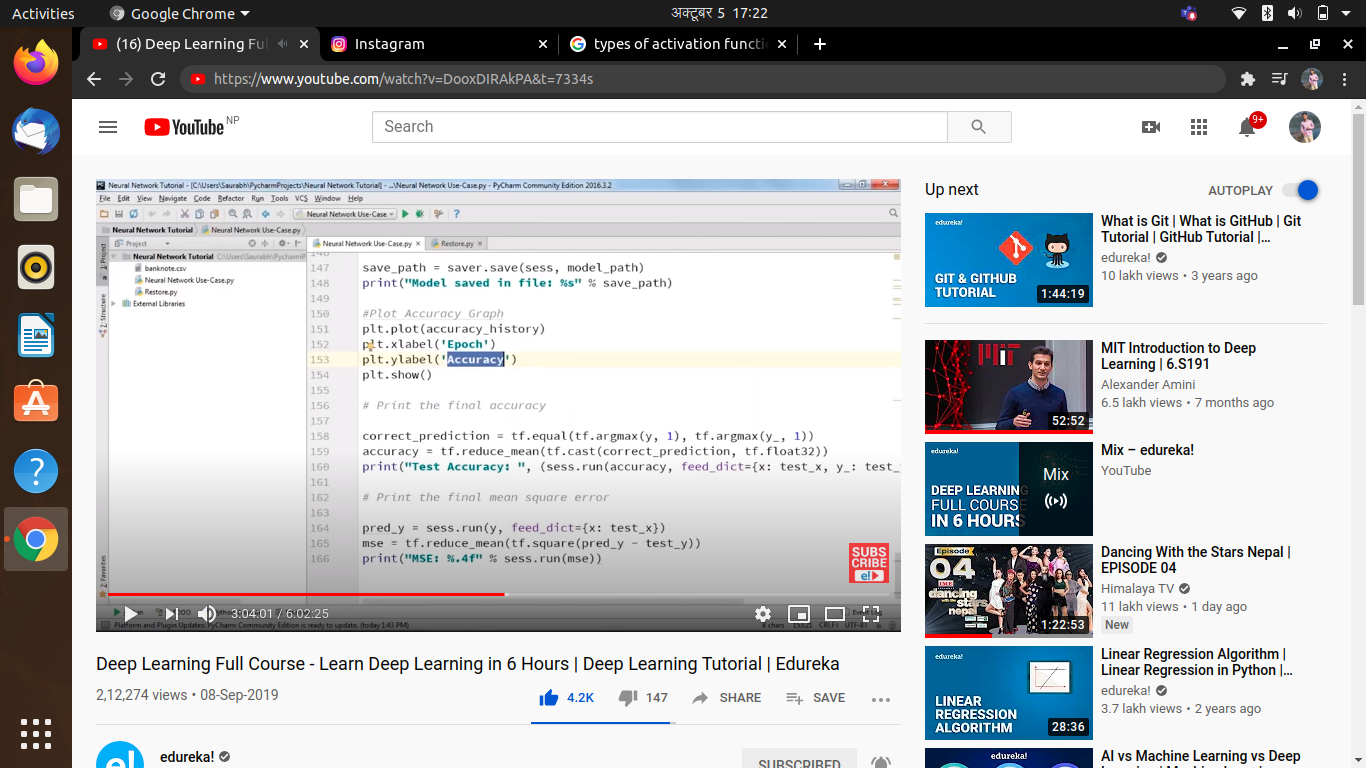 Activities
Google Chrome
अक्टूबर 5 17:22
(16) Deep Learning Ful
Instagram
types of activation functi
https://www.youtube.com/watch?v=DooxDIRAkPA&t=7334s
YouTube NP
Search
9+
Neural Network Tutorial - [C:\Users\Saurabh\PycharmProjects\Neural Network Tutorial] - ...\Neural Network Use-Case.py - PyCharm Community Edition 2016.3.2
File Edit View Navigate Code Refactor Run Tools VCS Window Help
Neural Network Use-Case
Neural Network Tutorial Neural Network Use-Case.py
Project
Neural Network Use-Case.py Restore.py
Neural Network Tutorial C:\Users\Saurabh\PycharmP
banknote.csv
Neural Network Use-Case.py
Restore.py
External Libraries
1: Project
Z: Structure
2: Favorites
146
147 save_path = saver.save(sess, model_path)
148 print("Model saved in file: %s" % save_path)
149
150 #Plot Accuracy Graph
151 plt.plot(accuracy_history)
152 plt.xlabel('Epoch')
153 plt.ylabel('Accuracy')
154 plt.show()
155
156 # Print the final accuracy
157
158 correct_prediction = tf.equal(tf.argmax(y, 1), tf.argmax(y_, 1))
159 accuracy = tf.reduce_mean(tf.cast(correct_prediction, tf.float32))
160 print("Test Accuracy: ", (sess.run(accuracy, feed_dict={x: test_x, y_: test_
161
162 # Print the final mean square error
163
164 pred_y = sess.run(y, feed_dict={x: test_x})
165 mse = tf.reduce_mean(tf.square(pred_y - test_y))
166 print("MSE: %.4f" % sess.run(mse))
SUBS
CRIBE
e!
3:04:01 / 6:02:25
Platform and Plugin Updates: PyCharm Community Edition is ready to update. (today 1:43 PM)
Deep Learning Full Course - Learn Deep Learning in 6 Hours | Deep Learning Tutorial | Edureka
2,12,274 views • 08-Sep-2019
4.2K
147
SHARE
SAVE
edureka!
SUBSCRIBED
Up next
AUTOPLAY
edureka!
GIT & GITHUB
TUTORIAL
1:44:19
What is Git | What is GitHub | Git
Tutorial | GitHub Tutorial |...
edureka!
10 lakh views • 3 years ago
MIT
52:52
MIT Introduction to Deep
Learning | 6.S191
Alexander Amini
6.5 lakh views • 7 months ago
edureka!
DEEP LEARNING
FULL COURSE
IN 6 HOURS
Mix
Mix – edureka!
YouTube
Episode
04
dancing
with the
stars
nepal
1:22:53
Dancing With the Stars Nepal |
EPISODE 04
Himalaya TV
11 lakh views • 1 day ago
New
edureka!
LINEAR
REGRESSION
ALGORITHM
28:36
Linear Regression Algorithm |
Linear Regression in Python |...
edureka!
3.7 lakh views • 2 years ago
edureka!
AI vs Machine Learning vs Deep